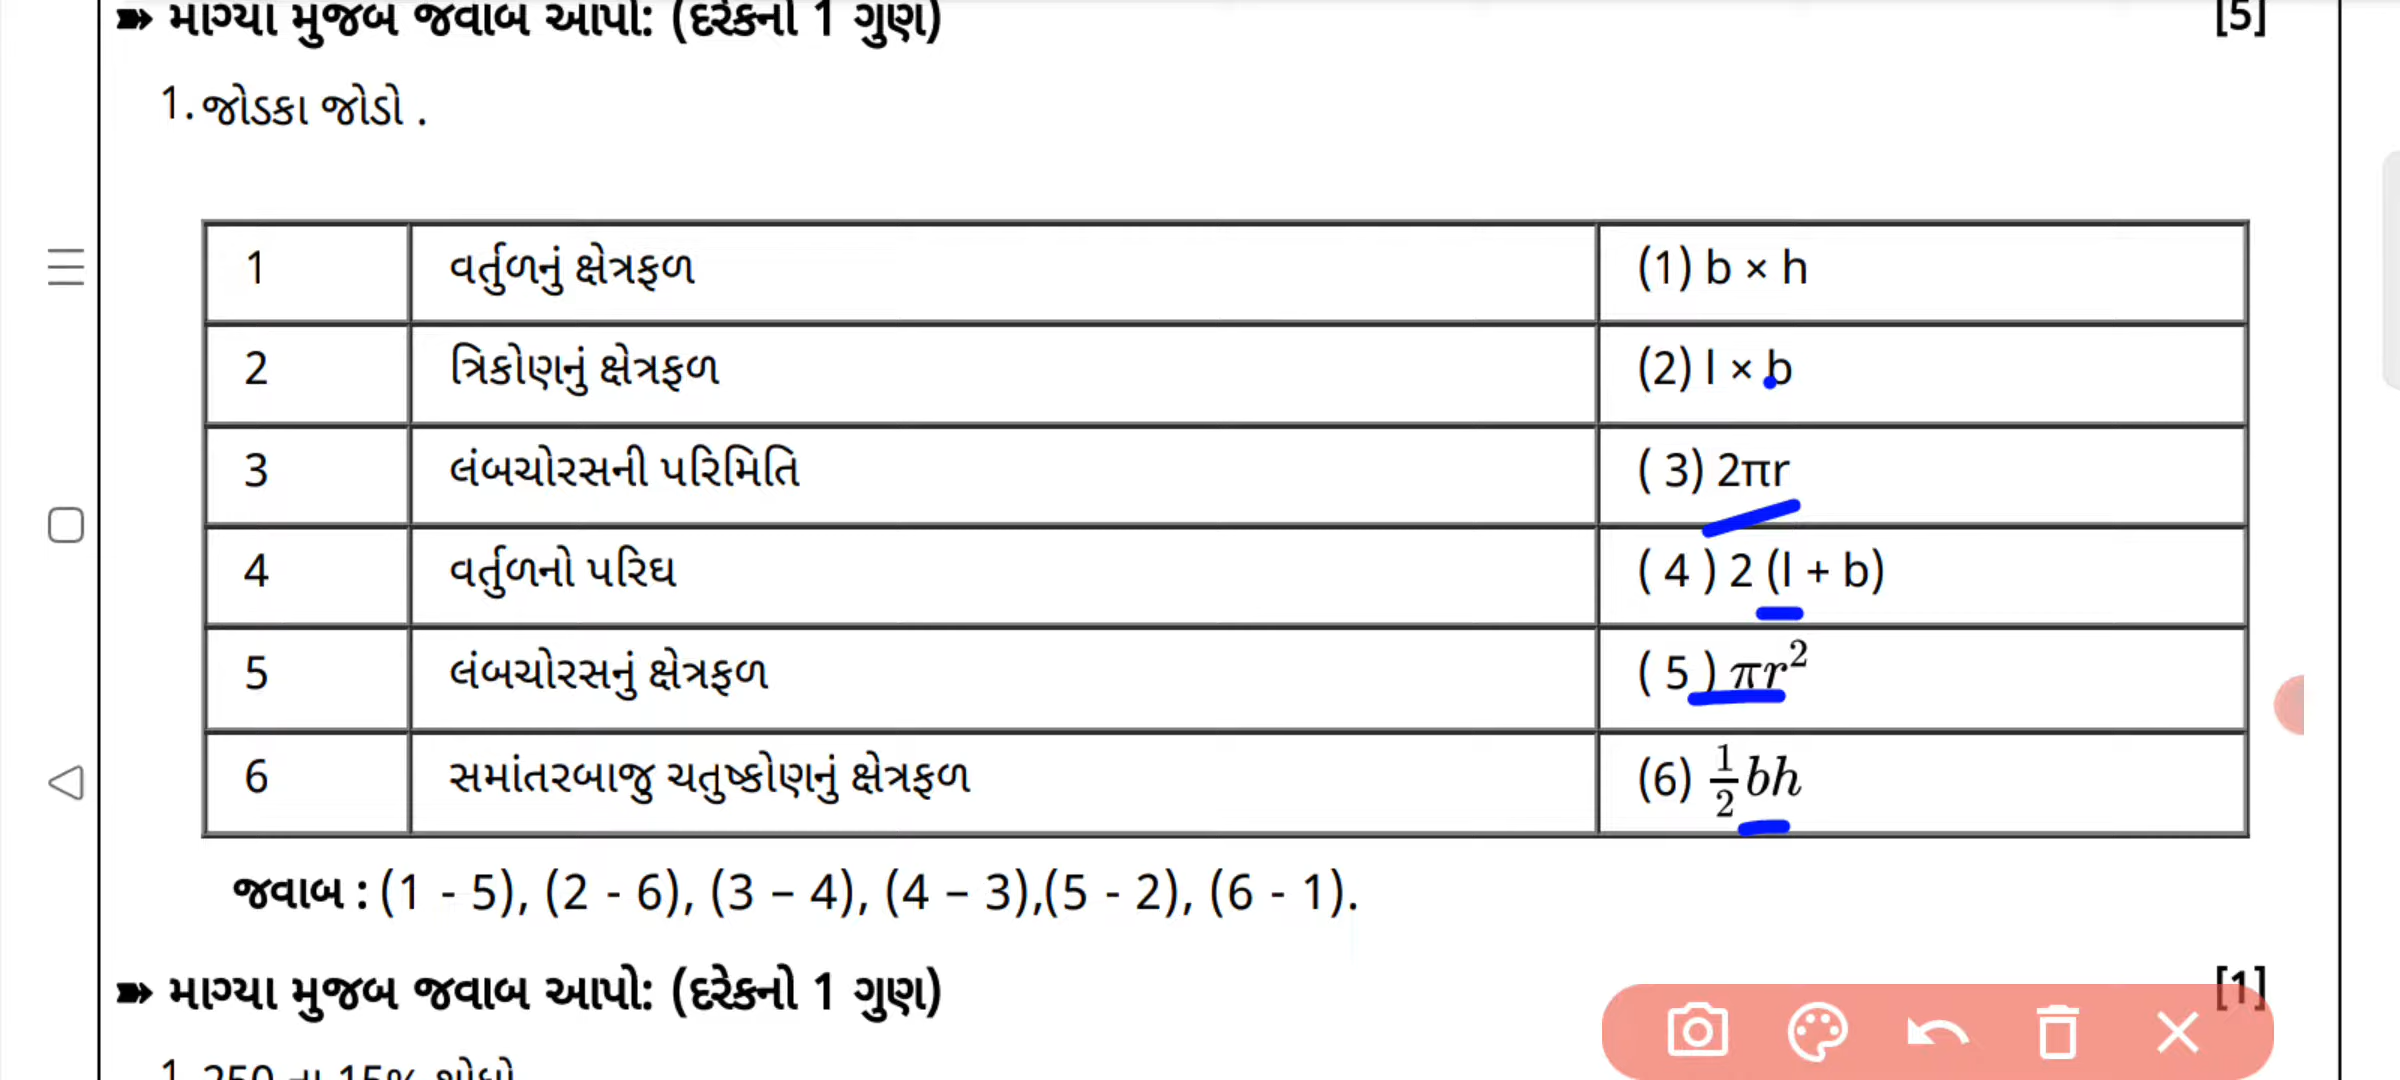 ➽ માગ્યા મુજબ જવાબ આપો: (દરેકનો 1 ગુણ) [5]
1. જોડકા જોડો .
1 વર્તુળનું ક્ષેત્રફળ (1) b × h
2 ત્રિકોણનું ક્ષેત્રફળ (2) l × b
3 લંબચોરસની પરિમિતિ ( 3) 2πr
4 વર્તુળનો પરિઘ ( 4 ) 2 (l + b)
5 લંબચોરસનું ક્ષેત્રફળ ( 5 ) πr²
6 સમાંતરબાજુ ચતુષ્કોણનું ક્ષેત્રફળ (6) ½bh
જવાબ : (1 - 5), (2 - 6), (3 – 4), (4 – 3),(5 - 2), (6 - 1).
➽ માગ્યા મુજબ જવાબ આપો: (દરેકનો 1 ગુણ) [1]
1. 250 ના 15% શોધો